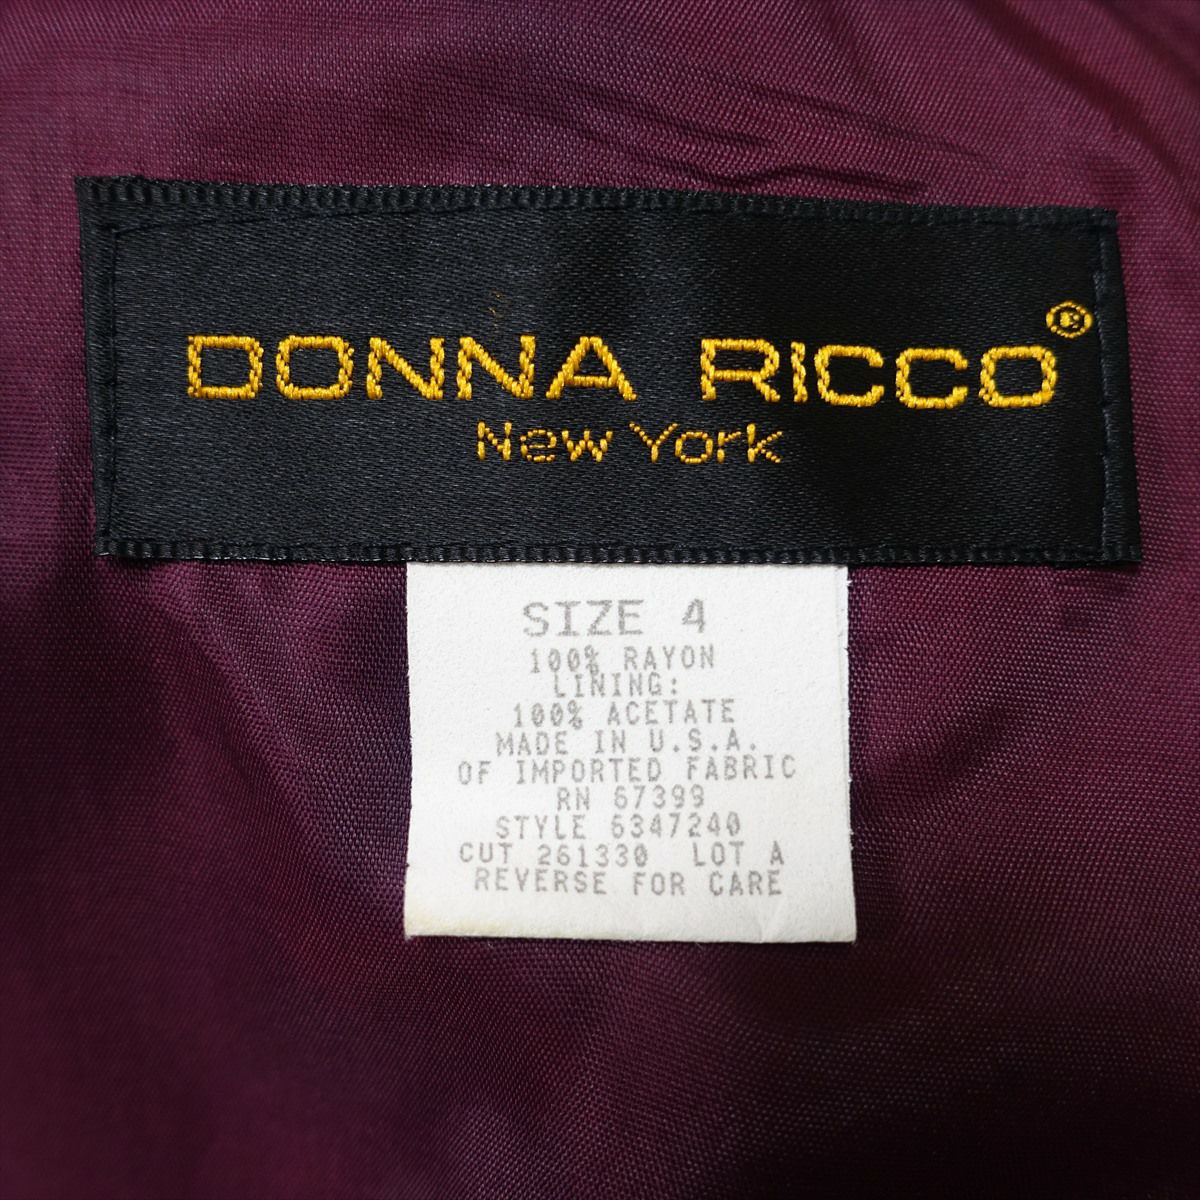 DONNA RICCO®
New York
SIZE 4
100% RAYON
LINING:
100% ACETATE
MADE IN U.S.A.
OF IMPORTED FABRIC
RN 67399
STYLE 6347240
CUT 261330 LOT A
REVERSE FOR CARE